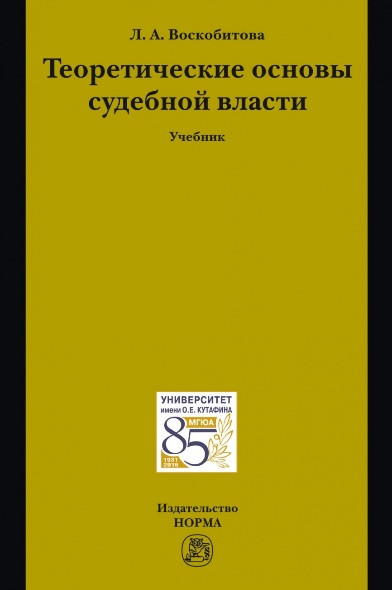 Л. А. Воскобитова
Теоретические основы
судебной власти
Учебник
УНИВЕРСИТЕТ
ИМЕНИ О.Е. КУТАФИНА
МГЮА
85
1931
2016
Издательство
НОРМА